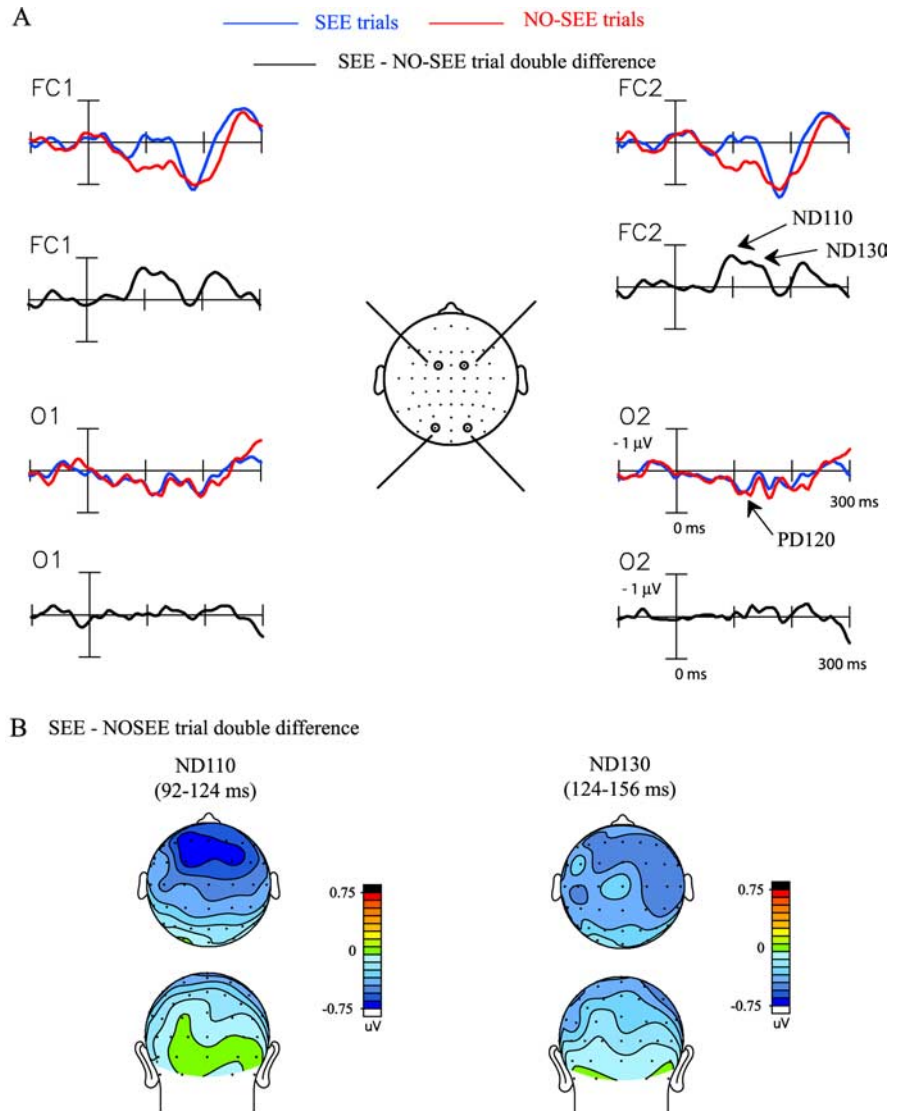 A
SEE trials
NO-SEE trials
SEE - NO-SEE trial double difference
FC1
FC2
FC1
FC2
ND110
ND130
O1
O2
- 1 µV
0 ms
300 ms
PD120
O1
O2
- 1 µV
0 ms
300 ms
B SEE - NOSEE trial double difference
ND110
(92-124 ms)
ND130
(124-156 ms)
0.75
0
-0.75
uV
0.75
0
-0.75
uV